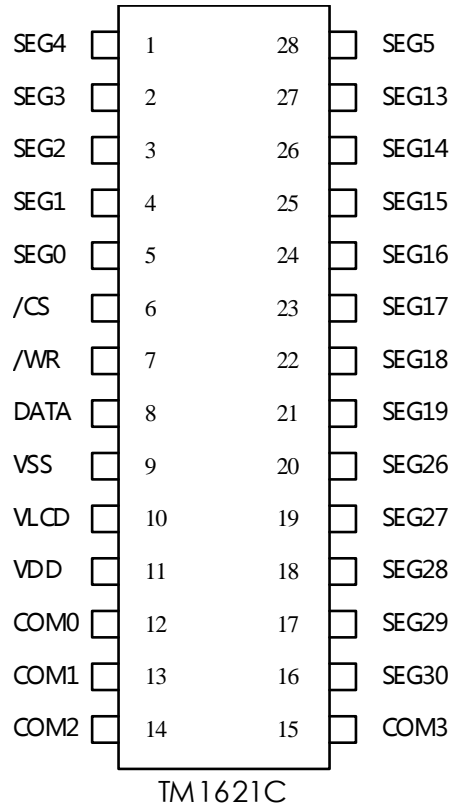 SEG4 1 28 SEG5
SEG3 2 27 SEG13
SEG2 3 26 SEG14
SEG1 4 25 SEG15
SEG0 5 24 SEG16
/CS 6 23 SEG17
/WR 7 22 SEG18
DATA 8 21 SEG19
VSS 9 20 SEG26
VLCD 10 19 SEG27
VDD 11 18 SEG28
COM0 12 17 SEG29
COM1 13 16 SEG30
COM2 14 15 COM3
TM1621C